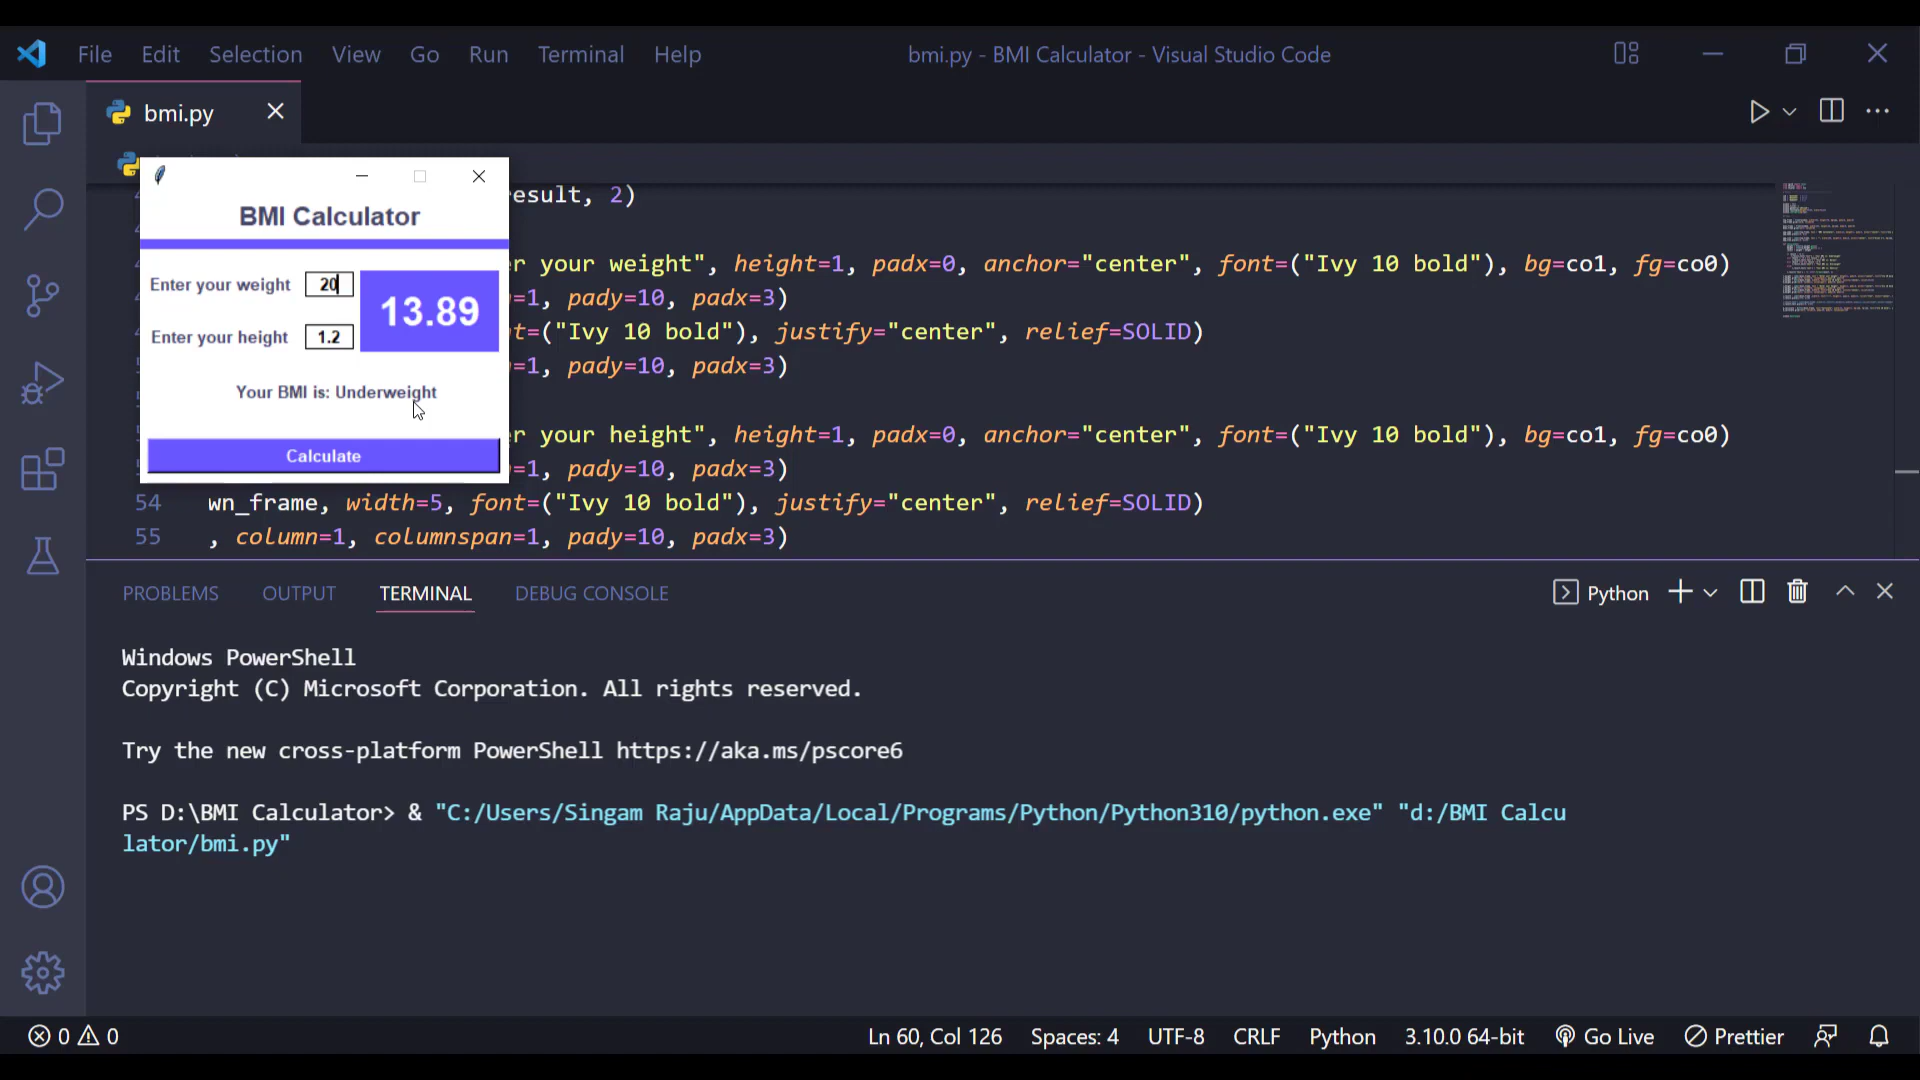 File Edit Selection View Go Run Terminal Help bmi.py - BMI Calculator - Visual Studio Code
bmi.py
esult, 2)
BMI Calculator
Enter your weight 20
13.89
Enter your height 1.2
Your BMI is: Underweight
Calculate
r your weight", height=1, padx=0, anchor="center", font=("Ivy 10 bold"), bg=co1, fg=co0)
=1, pady=10, padx=3)
t=("Ivy 10 bold"), justify="center", relief=SOLID)
=1, pady=10, padx=3)
r your height", height=1, padx=0, anchor="center", font=("Ivy 10 bold"), bg=co1, fg=co0)
=1, pady=10, padx=3)
54 wn_frame, width=5, font=("Ivy 10 bold"), justify="center", relief=SOLID)
55 , column=1, columnspan=1, pady=10, padx=3)
PROBLEMS OUTPUT TERMINAL DEBUG CONSOLE Python
Windows PowerShell
Copyright (C) Microsoft Corporation. All rights reserved.
Try the new cross-platform PowerShell https://aka.ms/pscore6
PS D:\BMI Calculator> & "C:/Users/Singam Raju/AppData/Local/Programs/Python/Python310/python.exe" "d:/BMI Calcu
lator/bmi.py"
0 0 Ln 60, Col 126 Spaces: 4 UTF-8 CRLF Python 3.10.0 64-bit Go Live Prettier